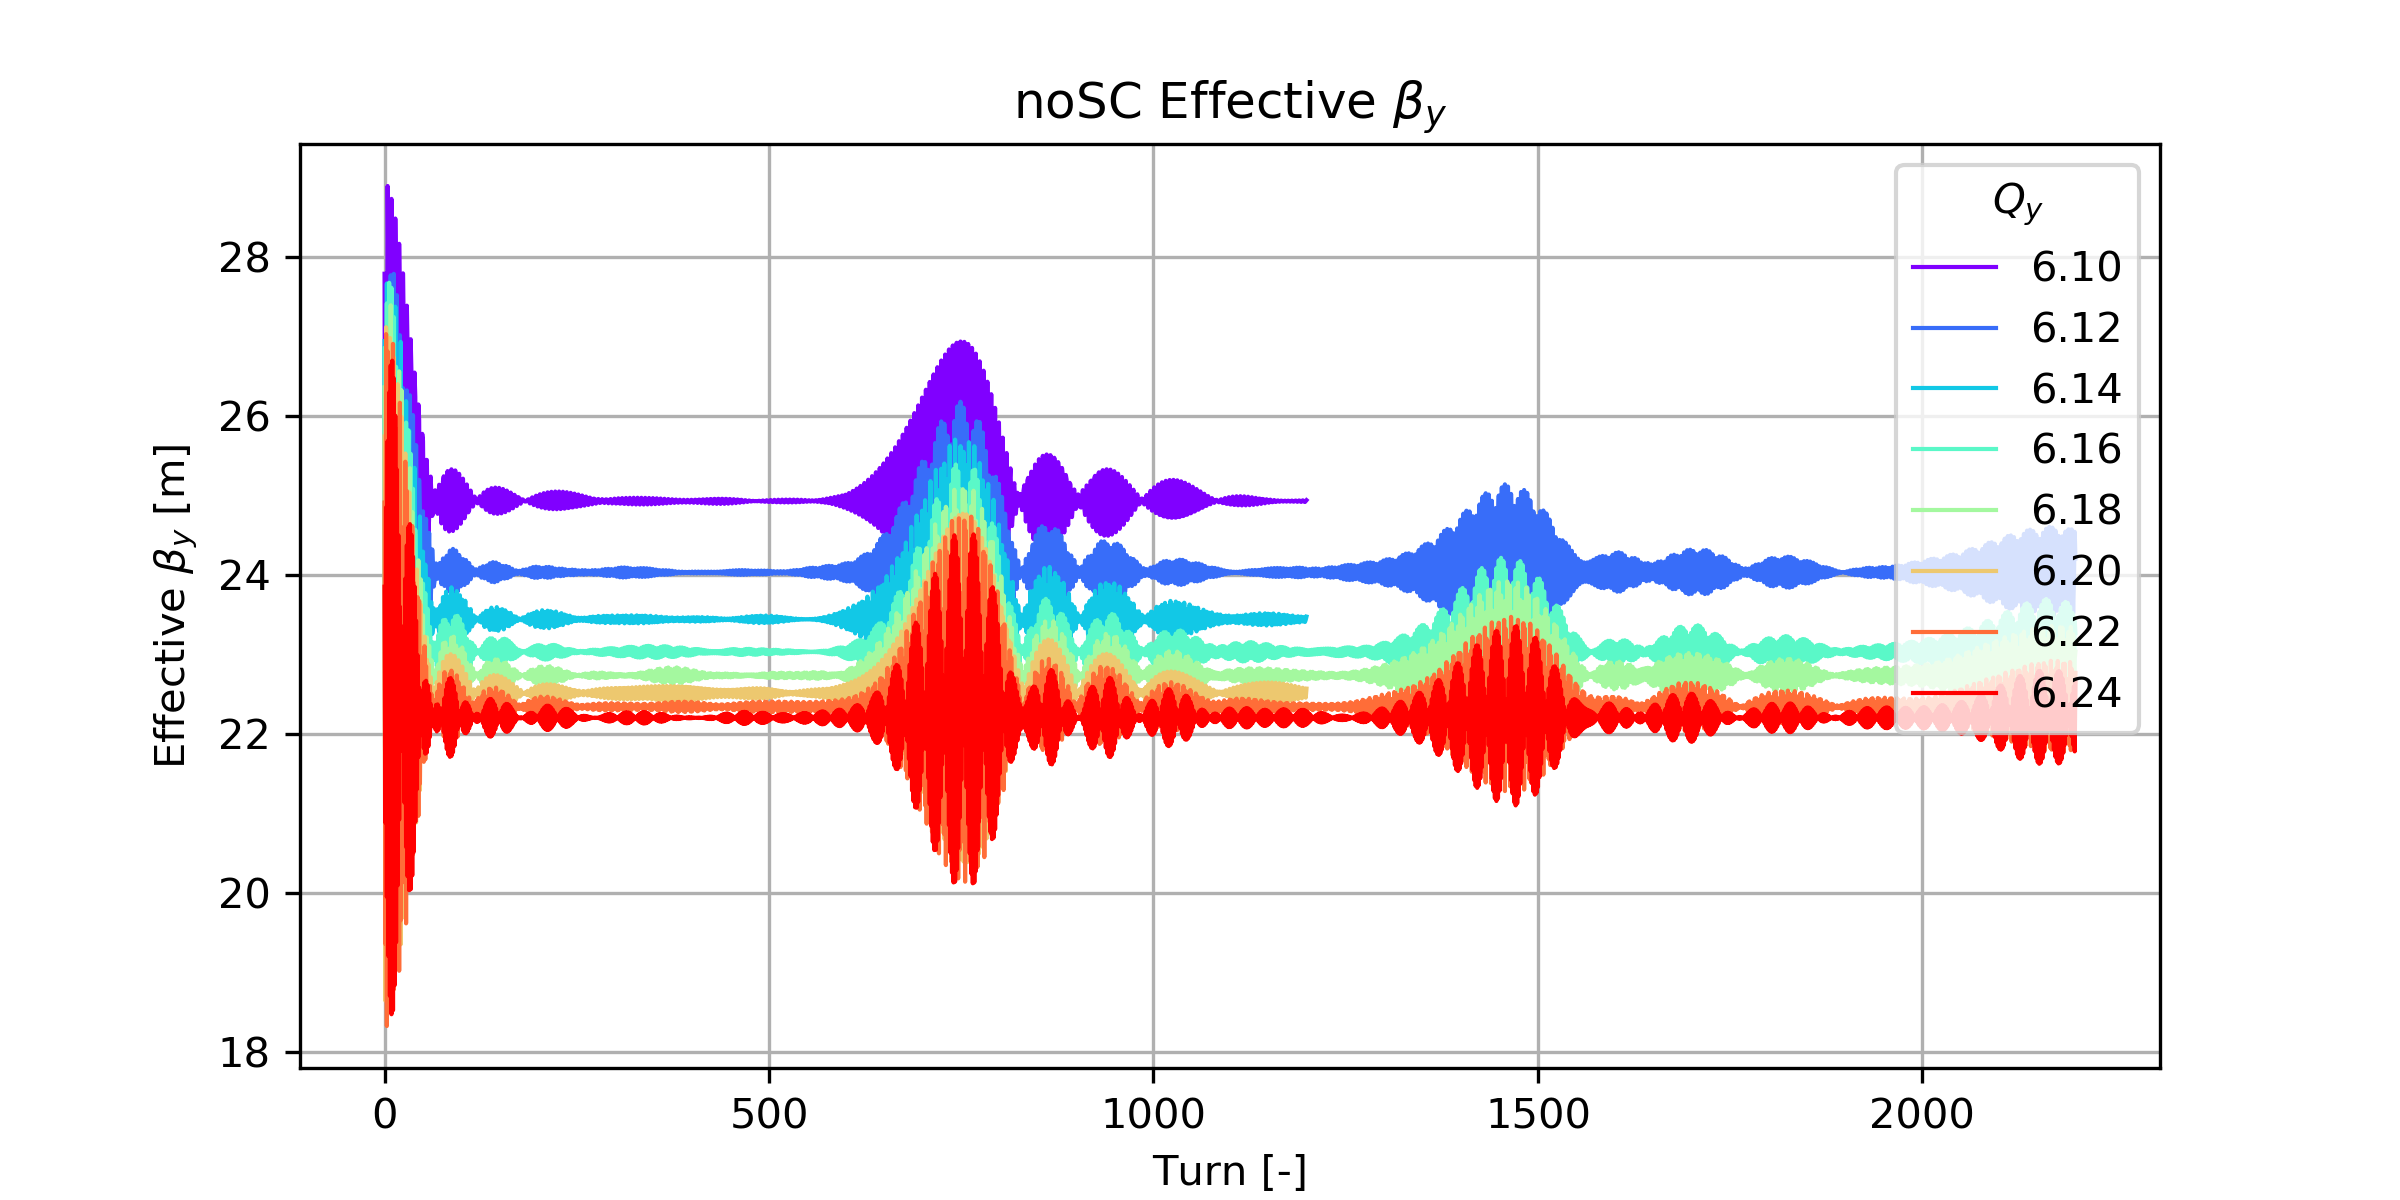 noSC Effective βy
Effective βy [m]
28
26
24
22
20
18
0 500 1000 1500 2000
Turn [-]
Qy
6.10
6.12
6.14
6.16
6.18
6.20
6.22
6.24